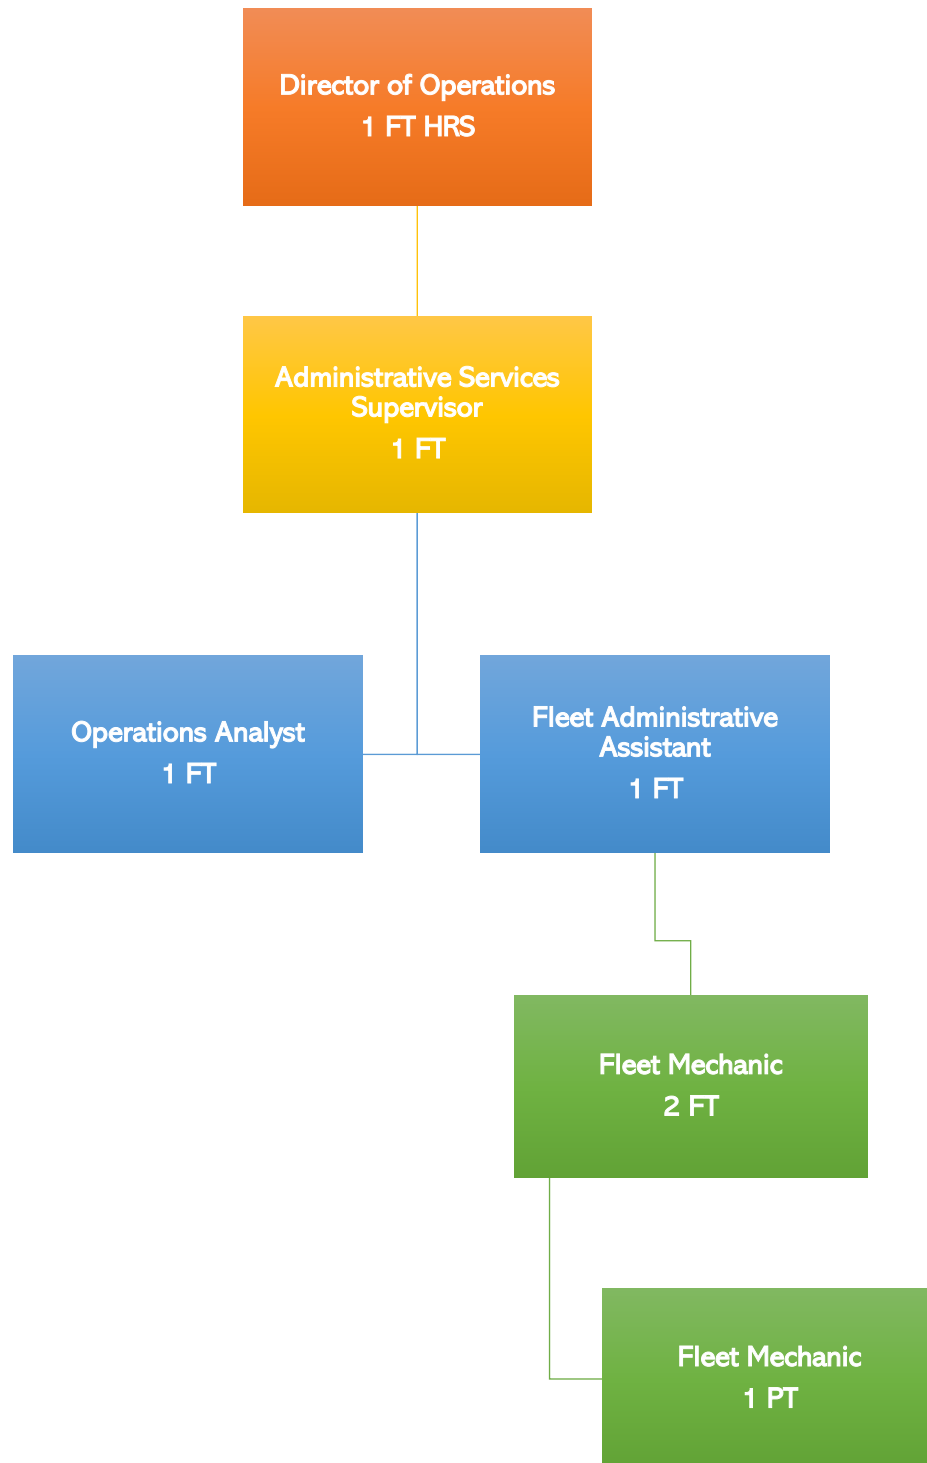 Director of Operations
1 FT HRS
Administrative Services
Supervisor
1 FT
Operations Analyst
1 FT
Fleet Administrative
Assistant
1 FT
Fleet Mechanic
2 FT
Fleet Mechanic
1 PT